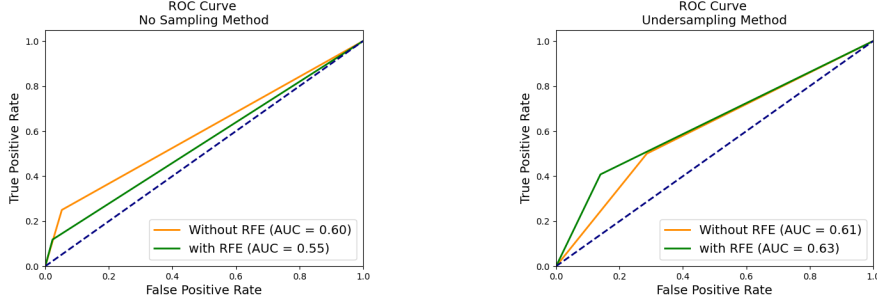 ROC Curve
No Sampling Method
1.0
0.8
0.6
0.4
0.2
0.0
True Positive Rate
Without RFE (AUC = 0.60)
with RFE (AUC = 0.55)
0.0 0.2 0.4 0.6 0.8 1.0
False Positive Rate
ROC Curve
Undersampling Method
1.0
0.8
0.6
0.4
0.2
0.0
True Positive Rate
Without RFE (AUC = 0.61)
with RFE (AUC = 0.63)
0.0 0.2 0.4 0.6 0.8 1.0
False Positive Rate